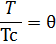 T/Tc = θ